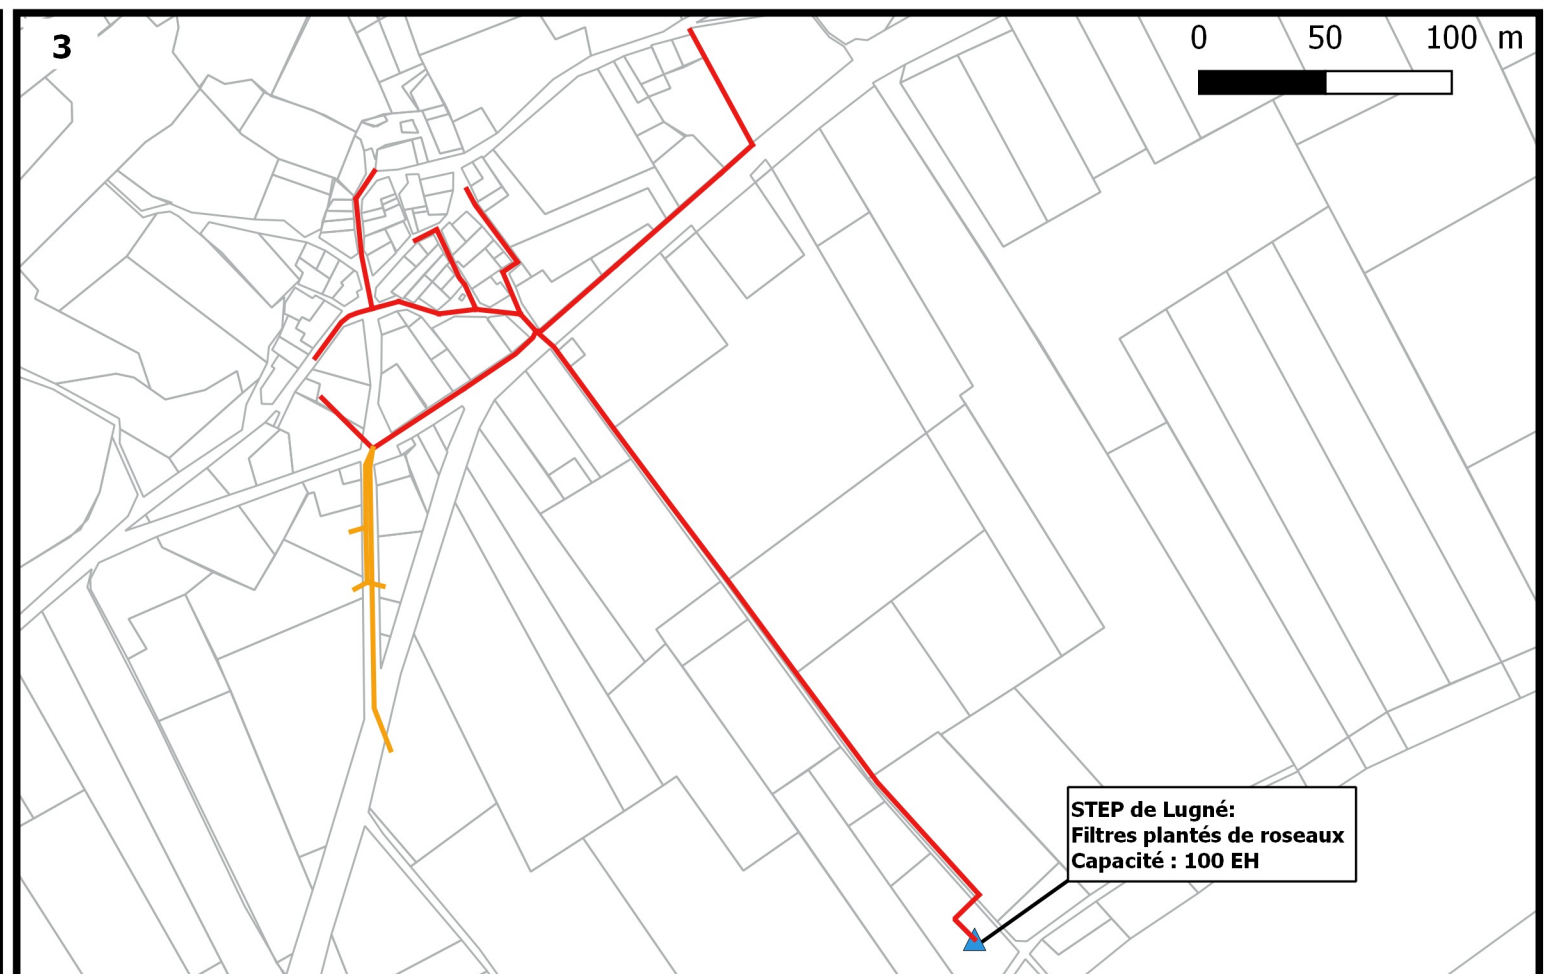 3
0 50 100 m
STEP de Lugné:
Filtres plantés de roseaux
Capacité : 100 EH